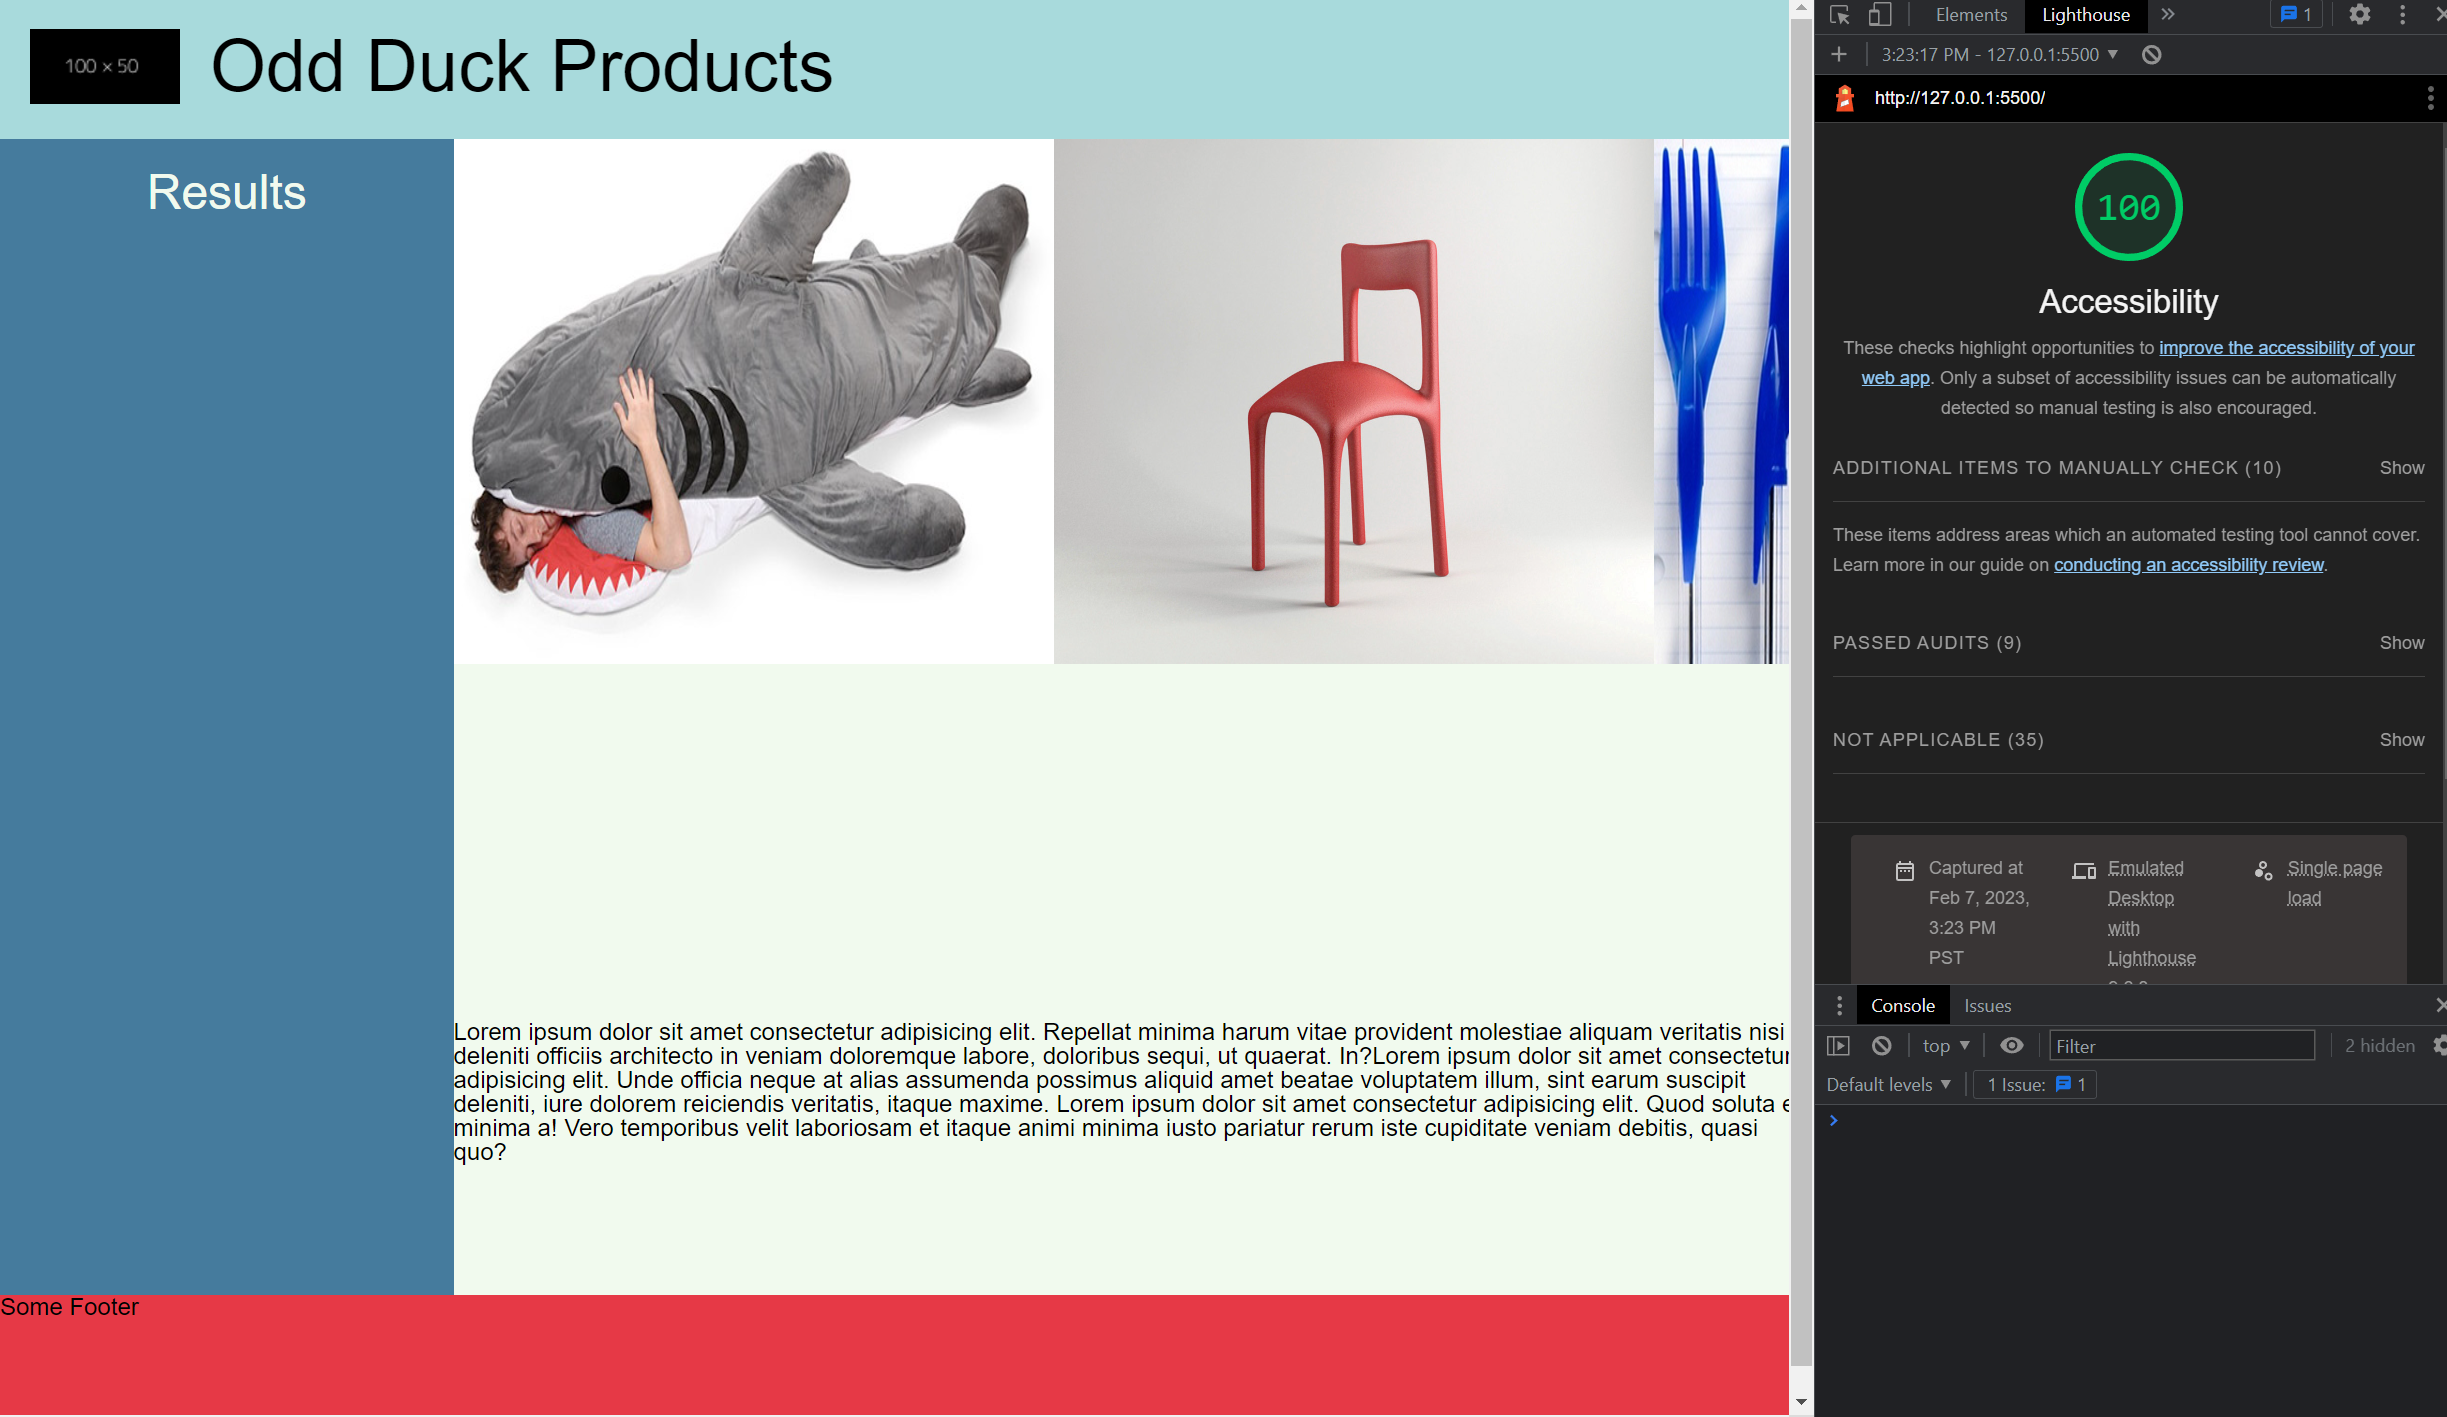 100 × 50
Odd Duck Products
Results
Lorem ipsum dolor sit amet consectetur adipisicing elit. Repellat minima harum vitae provident molestiae aliquam veritatis nisi
deleniti officiis architecto in veniam doloremque labore, doloribus sequi, ut quaerat. In?Lorem ipsum dolor sit amet consectetur
adipisicing elit. Unde officia neque at alias assumenda possimus aliquid amet beatae voluptatem illum, sint earum suscipit
deleniti, iure dolorem reiciendis veritatis, itaque maxime. Lorem ipsum dolor sit amet consectetur adipisicing elit. Quod soluta
minima a! Vero temporibus velit laboriosam et itaque animi minima iusto pariatur rerum iste cupiditate veniam debitis, quasi
quo?
Some Footer
Elements Lighthouse 1
3:23:17 PM - 127.0.0.1:5500
http://127.0.0.1:5500/
100
Accessibility
These checks highlight opportunities to improve the accessibility of your
web app. Only a subset of accessibility issues can be automatically
detected so manual testing is also encouraged.
ADDITIONAL ITEMS TO MANUALLY CHECK (10) Show
These items address areas which an automated testing tool cannot cover.
Learn more in our guide on conducting an accessibility review.
PASSED AUDITS (9) Show
NOT APPLICABLE (35) Show
Captured at
Feb 7, 2023,
3:23 PM
PST
Emulated
Desktop
with
Lighthouse
Single page
load
Console Issues
top Filter 2 hidden
Default levels 1 Issue: 1